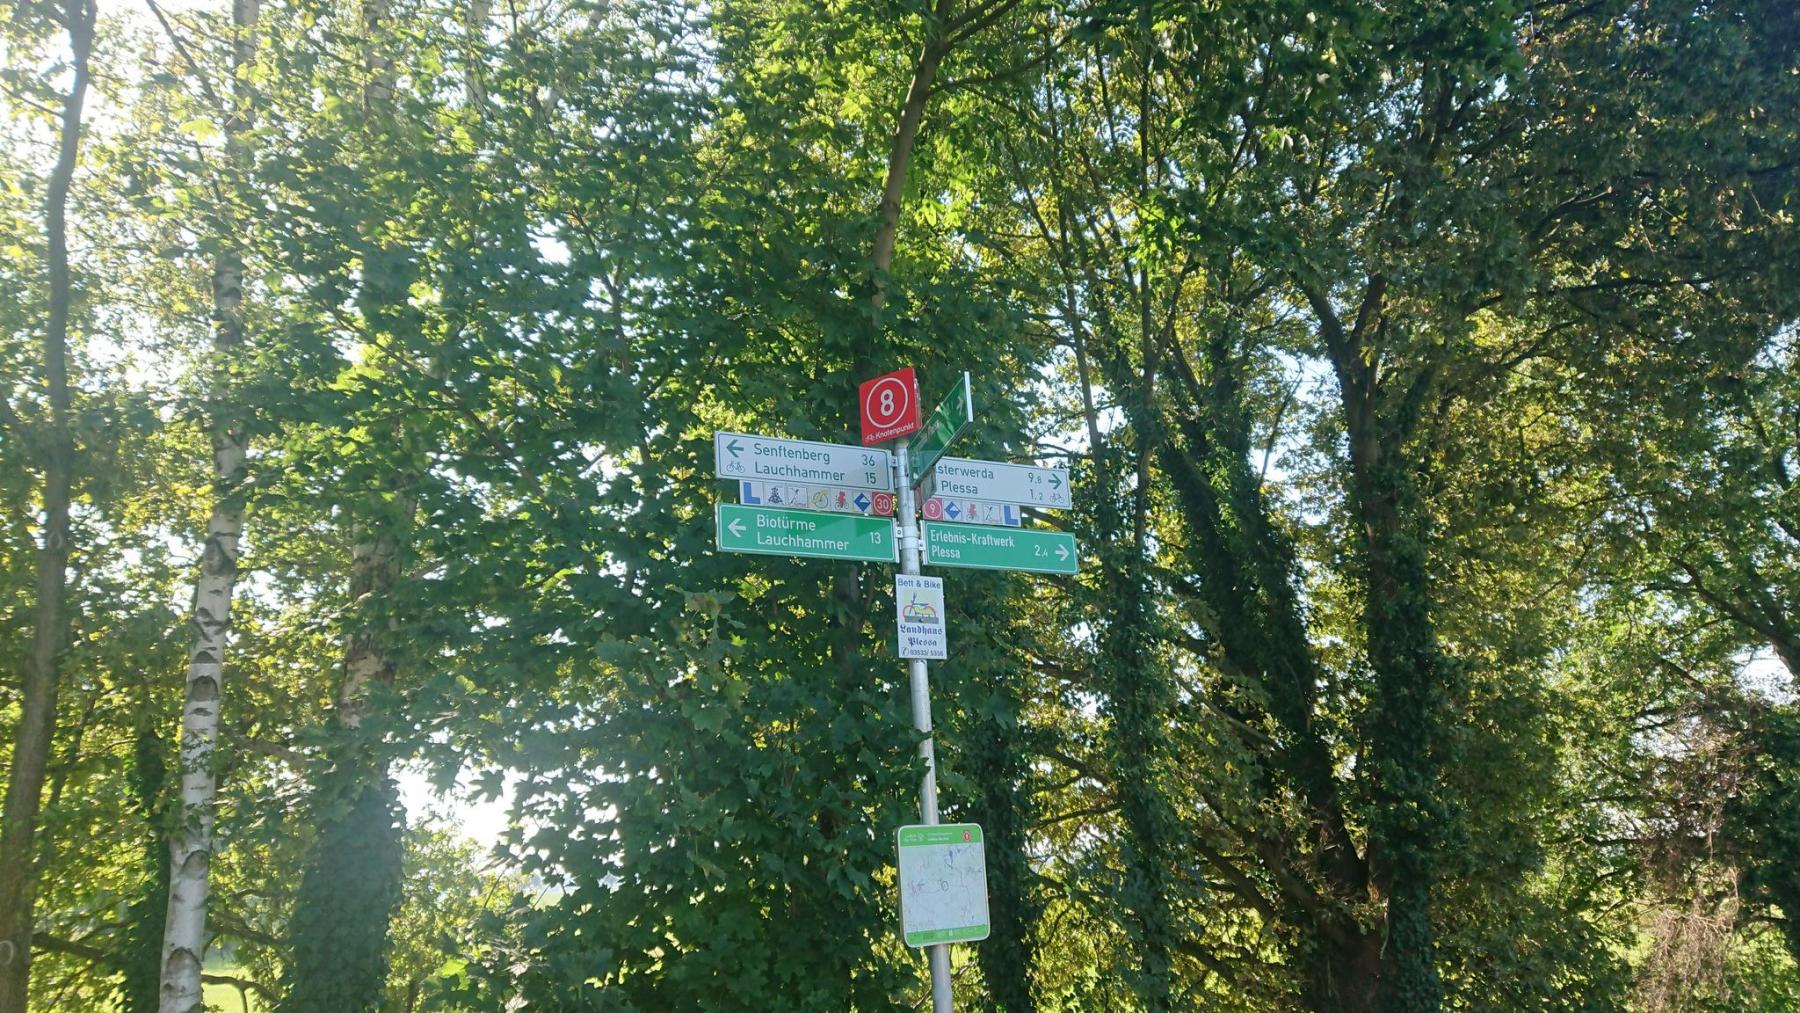 8
Knotenpunkt
Senftenberg 36
Lauchhammer 15
30
Biotürme
Lauchhammer 13
sterwerda 9,8
Plessa 1,2
9
Erlebnis-Kraftwerk
Plessa 2,4
Bett & Bike
Landhaus
Plessa